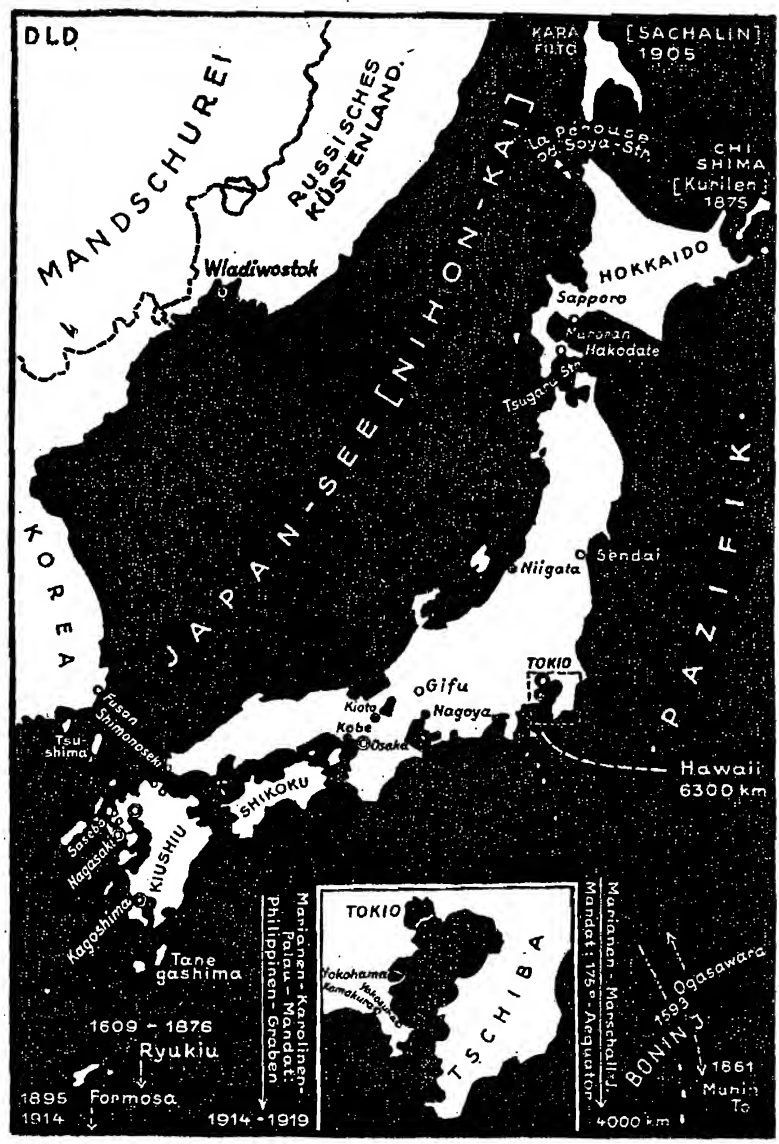 DLD
KARA
FUTO
[SACHALIN]
1905
MANDSCHUREI
RUSSISCHES
KÜSTENLAND.
La Pérouse
od. Soya-Str.
CHI
SHIMA
[Kurilen]
1875
HOKKAIDO
Wladiwostok
Sapporo
Muroran
Hakodate
Tsugaru Str.
JAPAN-SEE [NIHON-KAI]
PAZIFIK.
KOREA
Sendai
Niigata
TOKIO
Gifu
Kioto
Nagoya
Kobe
Osaka
Fusan
Shimonoseki
Tsu-
shima
Hawaii
6300 km
SHIKOKU
KIUSHIU
Sasebo
Nagasaki
Kagoshima
Tane
gashima
1609 - 1876
Ryukiu
1895
1914
Formosa
Marianen-Karolinen-
Palau-Mandat:
Philippinen-Graben
1914-1919
TOKIO
Yokohama
Yokosuka
Kamakura
TSCHIBA
Marianen-Marschall-J.
Mandat 175°-Aequator
4000 km
Ogasawara
1593
BONIN J.
1861
Munin
To